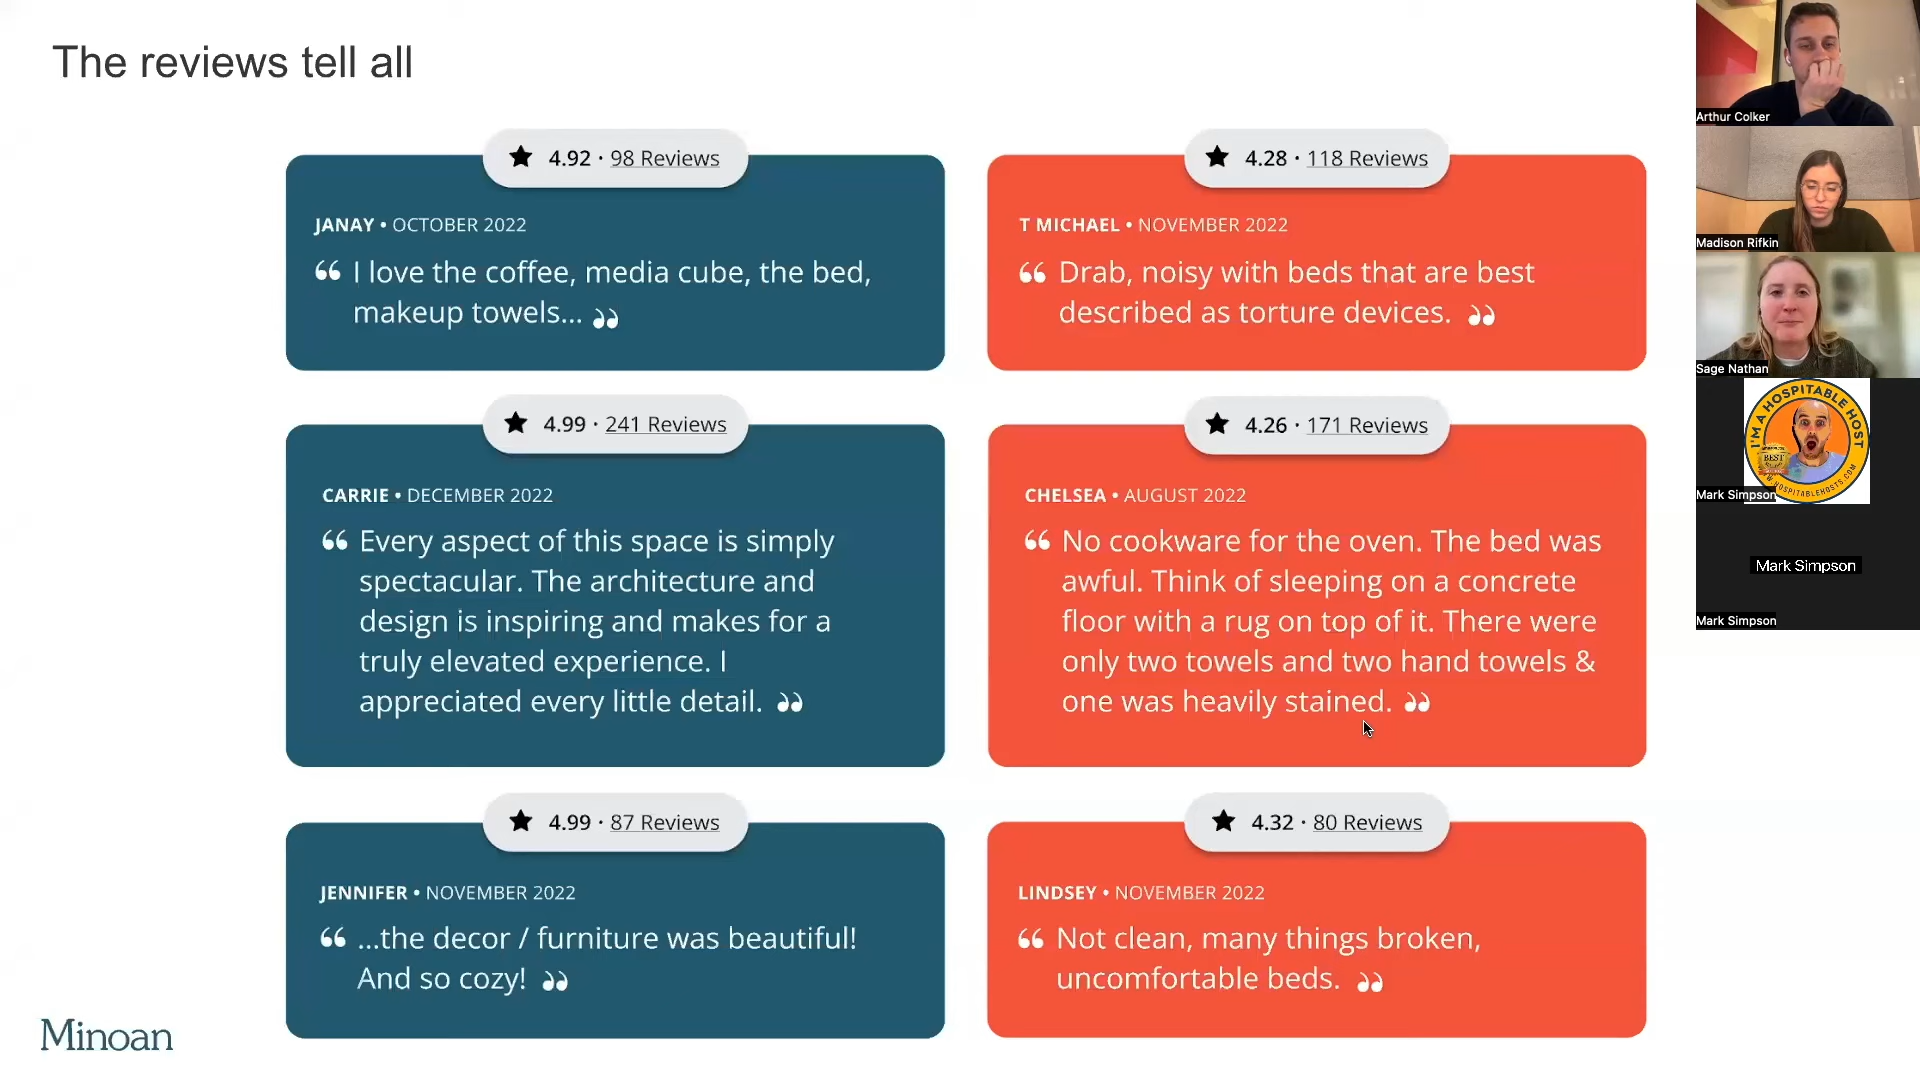 The reviews tell all
★ 4.92 · 98 Reviews
JANAY • OCTOBER 2022
“ I love the coffee, media cube, the bed,
makeup towels... ”
★ 4.28 · 118 Reviews
T MICHAEL • NOVEMBER 2022
“ Drab, noisy with beds that are best
described as torture devices. ”
★ 4.99 · 241 Reviews
CARRIE • DECEMBER 2022
“ Every aspect of this space is simply
spectacular. The architecture and
design is inspiring and makes for a
truly elevated experience. I
appreciated every little detail. ”
★ 4.26 · 171 Reviews
CHELSEA • AUGUST 2022
“ No cookware for the oven. The bed was
awful. Think of sleeping on a concrete
floor with a rug on top of it. There were
only two towels and two hand towels &
one was heavily stained. ”
★ 4.99 · 87 Reviews
JENNIFER • NOVEMBER 2022
“ ...the decor / furniture was beautiful!
And so cozy! ”
★ 4.32 · 80 Reviews
LINDSEY • NOVEMBER 2022
“ Not clean, many things broken,
uncomfortable beds. ”
Minoan
Arthur Colker
Madison Rifkin
Sage Nathan
I'M A HOSPITABLE HOST
BEST
WWW.HOSPITABLEHOSTS.COM
Mark Simpson
Mark Simpson
Mark Simpson